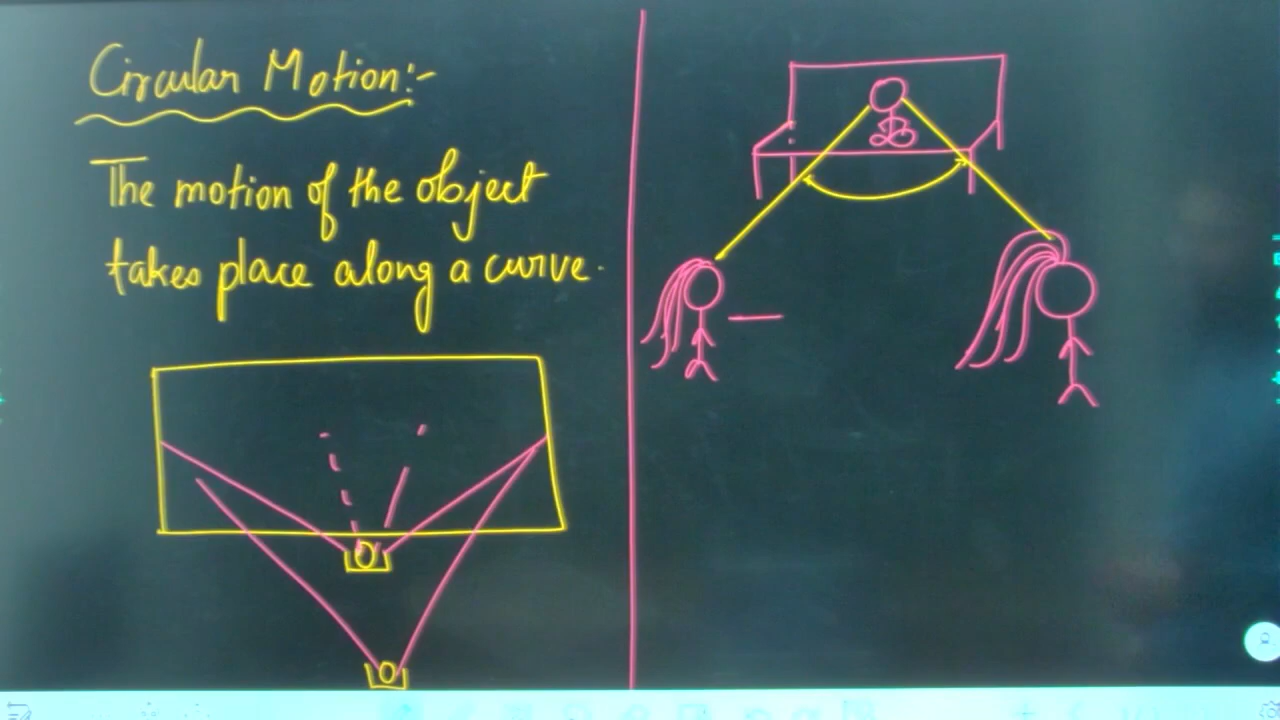 Circular Motion:-
The motion of the object
takes place along a curve.